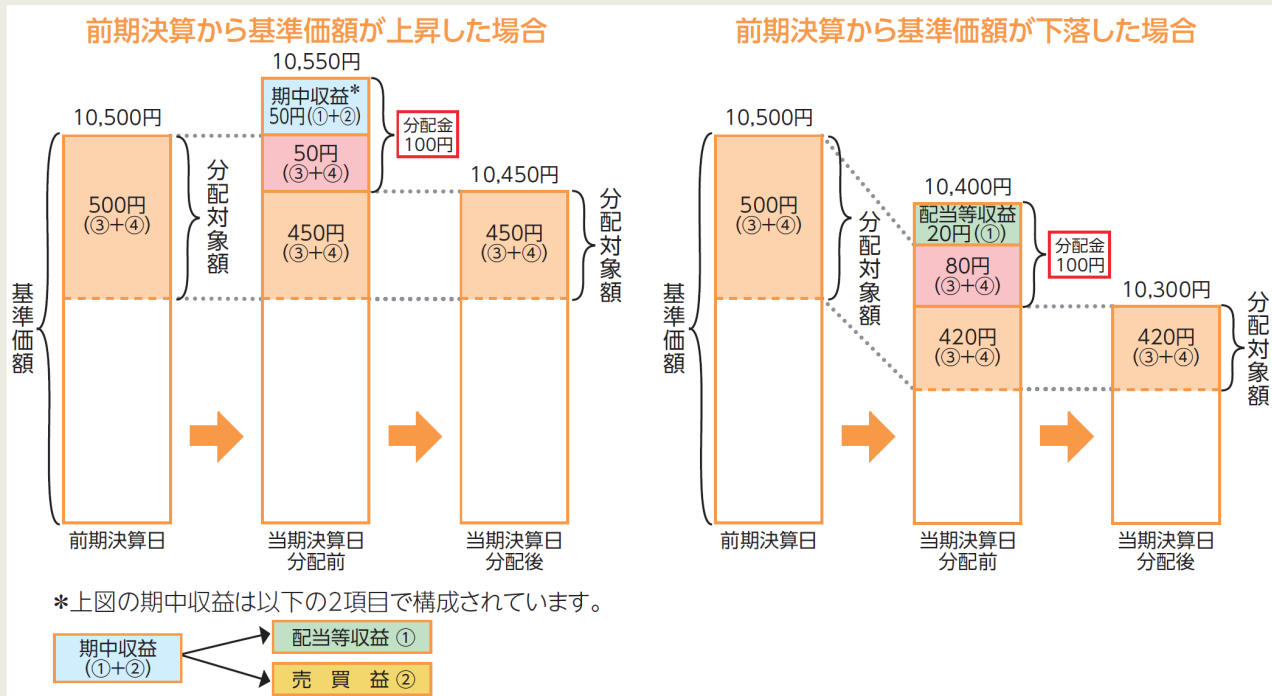 前期決算から基準価額が上昇した場合
10,500円
500円
(③+④)
分配対象額
基準価額
前期決算日
10,550円
期中収益*
50円(①+②)
50円
(③+④)
450円
(③+④)
分配金
100円
当期決算日
分配前
10,450円
450円
(③+④)
分配対象額
当期決算日
分配後
*上図の期中収益は以下の2項目で構成されています。
期中収益
(①+②)
配当等収益 ①
売 買 益 ②
前期決算から基準価額が下落した場合
10,500円
500円
(③+④)
分配対象額
基準価額
前期決算日
10,400円
配当等収益
20円(①)
80円
(③+④)
420円
(③+④)
分配金
100円
当期決算日
分配前
10,300円
420円
(③+④)
分配対象額
当期決算日
分配後